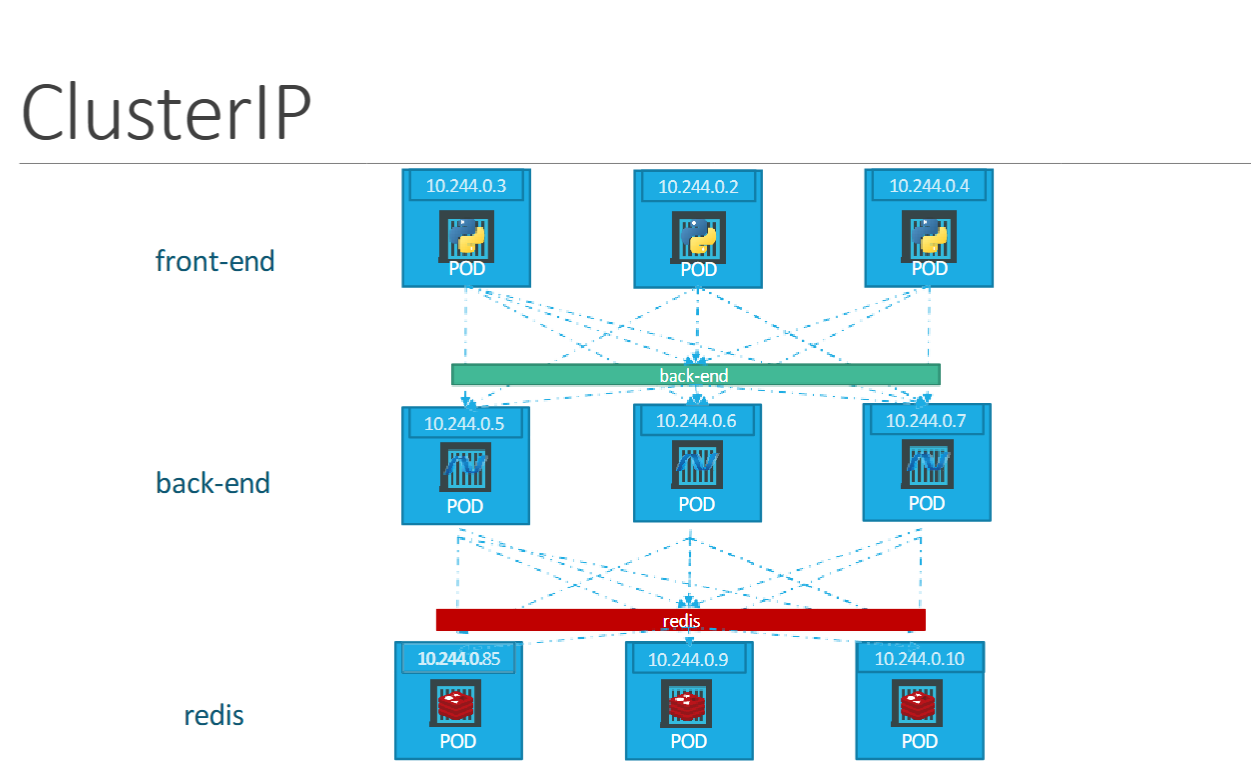 ClusterIP
10.244.0.3
10.244.0.2
10.244.0.4
front-end
POD
POD
POD
back-end
10.244.0.5
10.244.0.6
10.244.0.7
back-end
POD
POD
POD
redis
10.244.0.85
10.244.0.9
10.244.0.10
redis
POD
POD
POD